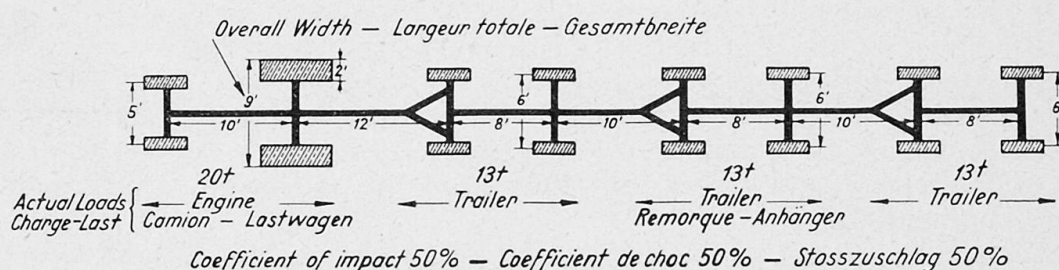 Overall Width — Largeur totale — Gesamtbreite
5' 9' 2' 6' 6' 6'
10' 12' 8' 10' 8' 10' 8'
20t 13t 13t 13t
Actual Loads Engine Trailer Trailer Trailer
Charge-Last Camion — Lastwagen Remorque-Anhänger
Coefficient of impact 50% — Coefficient de choc 50% — Stosszuschlag 50%